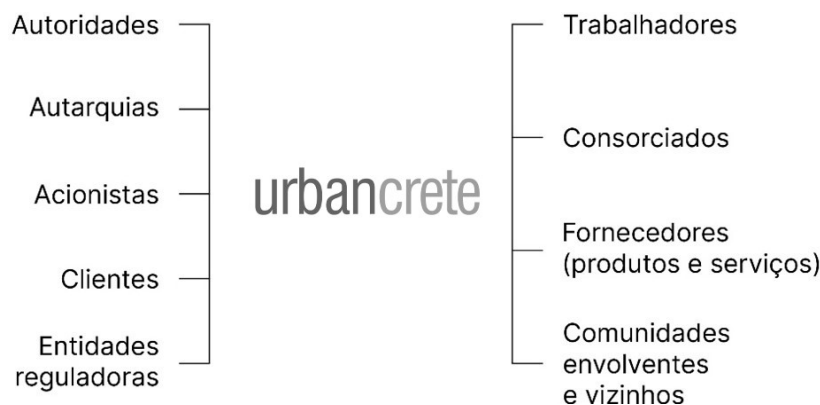 Autoridades
Autarquias
Acionistas
Clientes
Entidades
reguladoras
urbancrete
Trabalhadores
Consorciados
Fornecedores
(produtos e serviços)
Comunidades
envolventes
e vizinhos